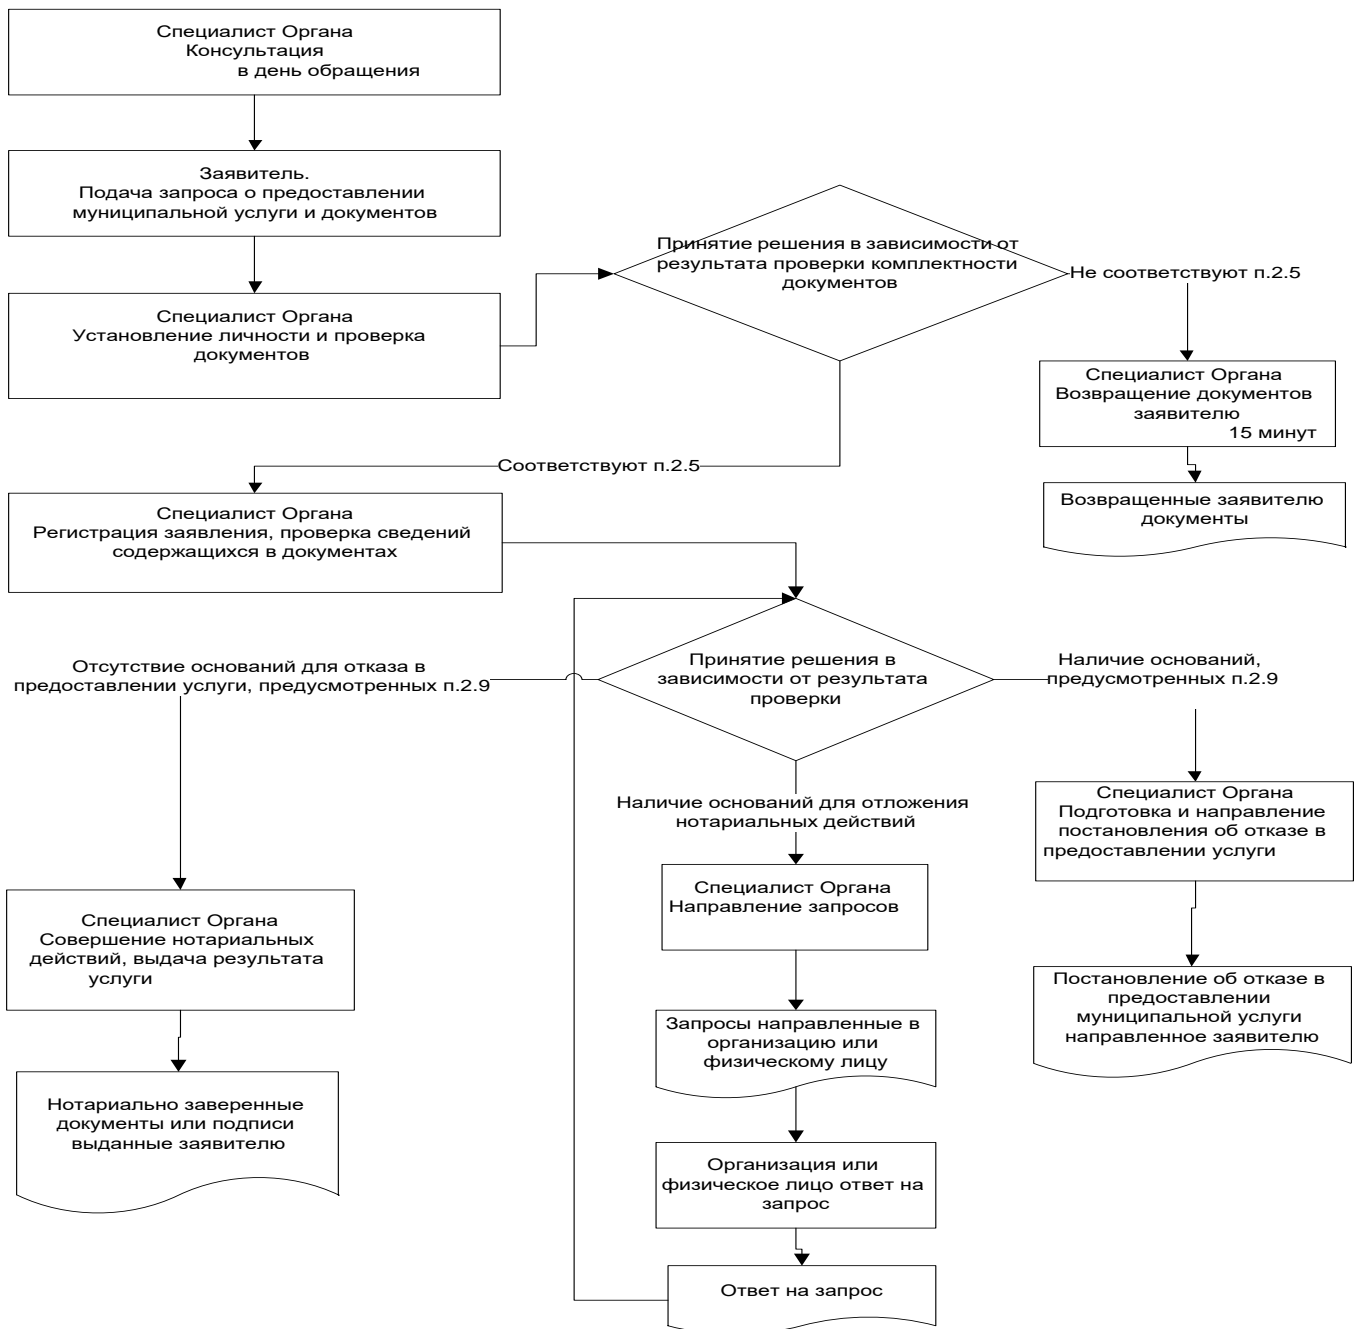 Специалист Органа
Консультация
в день обращения
Заявитель.
Подача запроса о предоставлении
муниципальной услуги и документов
Специалист Органа
Установление личности и проверка
документов
Принятие решения в зависимости от
результата проверки комплектности
документов
Не соответствуют п.2.5
Специалист Органа
Возвращение документов
заявителю
15 минут
Возвращенные заявителю
документы
Соответствуют п.2.5
Специалист Органа
Регистрация заявления, проверка сведений
содержащихся в документах
Принятие решения в
зависимости от результата
проверки
Отсутствие оснований для отказа в
предоставлении услуги, предусмотренных п.2.9
Наличие оснований,
предусмотренных п.2.9
Наличие оснований для отложения
нотариальных действий
Специалист Органа
Подготовка и направление
постановления об отказе в
предоставлении услуги
Специалист Органа
Направление запросов
Специалист Органа
Совершение нотариальных
действий, выдача результата
услуги
Постановление об отказе в
предоставлении
муниципальной услуги
направленное заявителю
Запросы направленные в
организацию или
физическому лицу
Нотариально заверенные
документы или подписи
выданные заявителю
Организация или
физическое лицо ответ на
запрос
Ответ на запрос